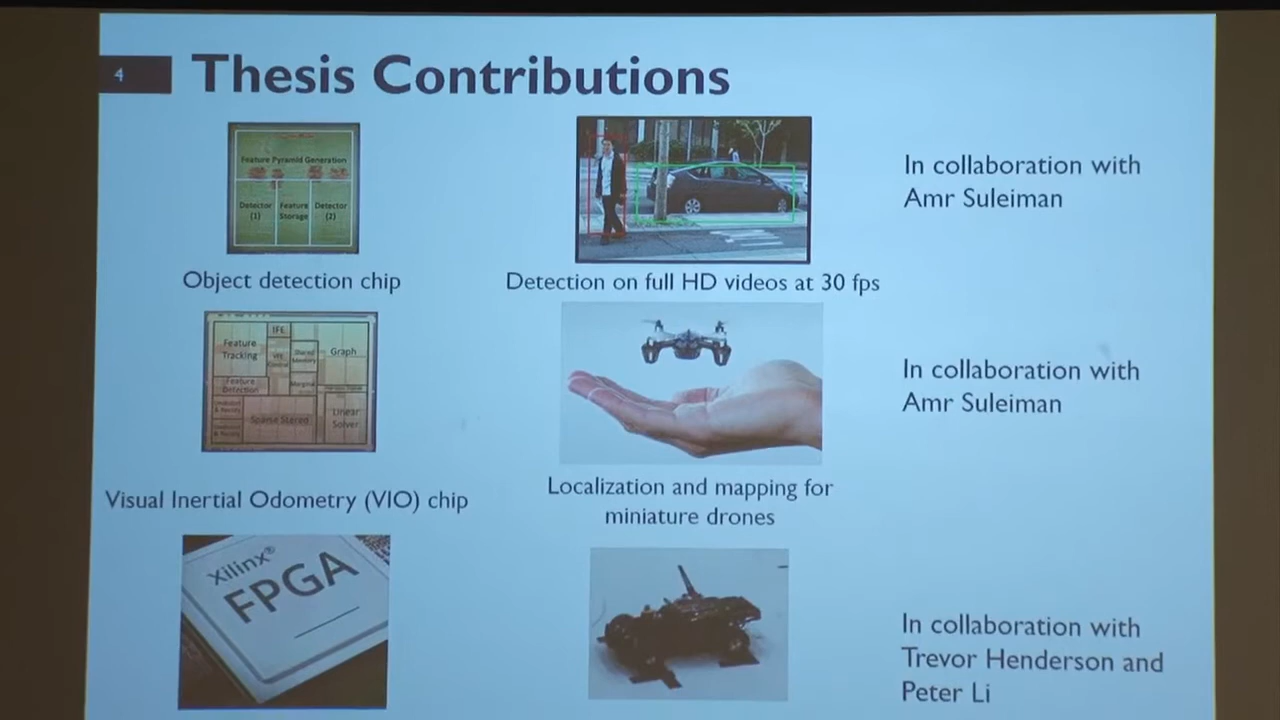 4
Thesis Contributions
Feature Pyramid Generation
Detector
(1)
Feature
Storage
Detector
(2)
Object detection chip
Detection on full HD videos at 30 fps
In collaboration with
Amr Suleiman
Feature
Tracking
IFE
Shared
Memory
Graph
Feature
Detection
Sparse Stereo
Linear
Solver
Visual Inertial Odometry (VIO) chip
Localization and mapping for
miniature drones
In collaboration with
Amr Suleiman
Xilinx®
FPGA
In collaboration with
Trevor Henderson and
Peter Li